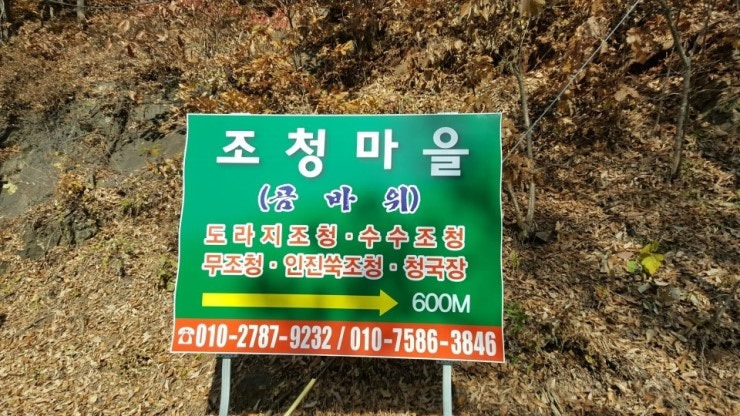 조청마을
(금마위)
도라지조청·수수조청
무조청·인진쑥조청·청국장
600M
☎010-2787-9232 / 010-7586-3846